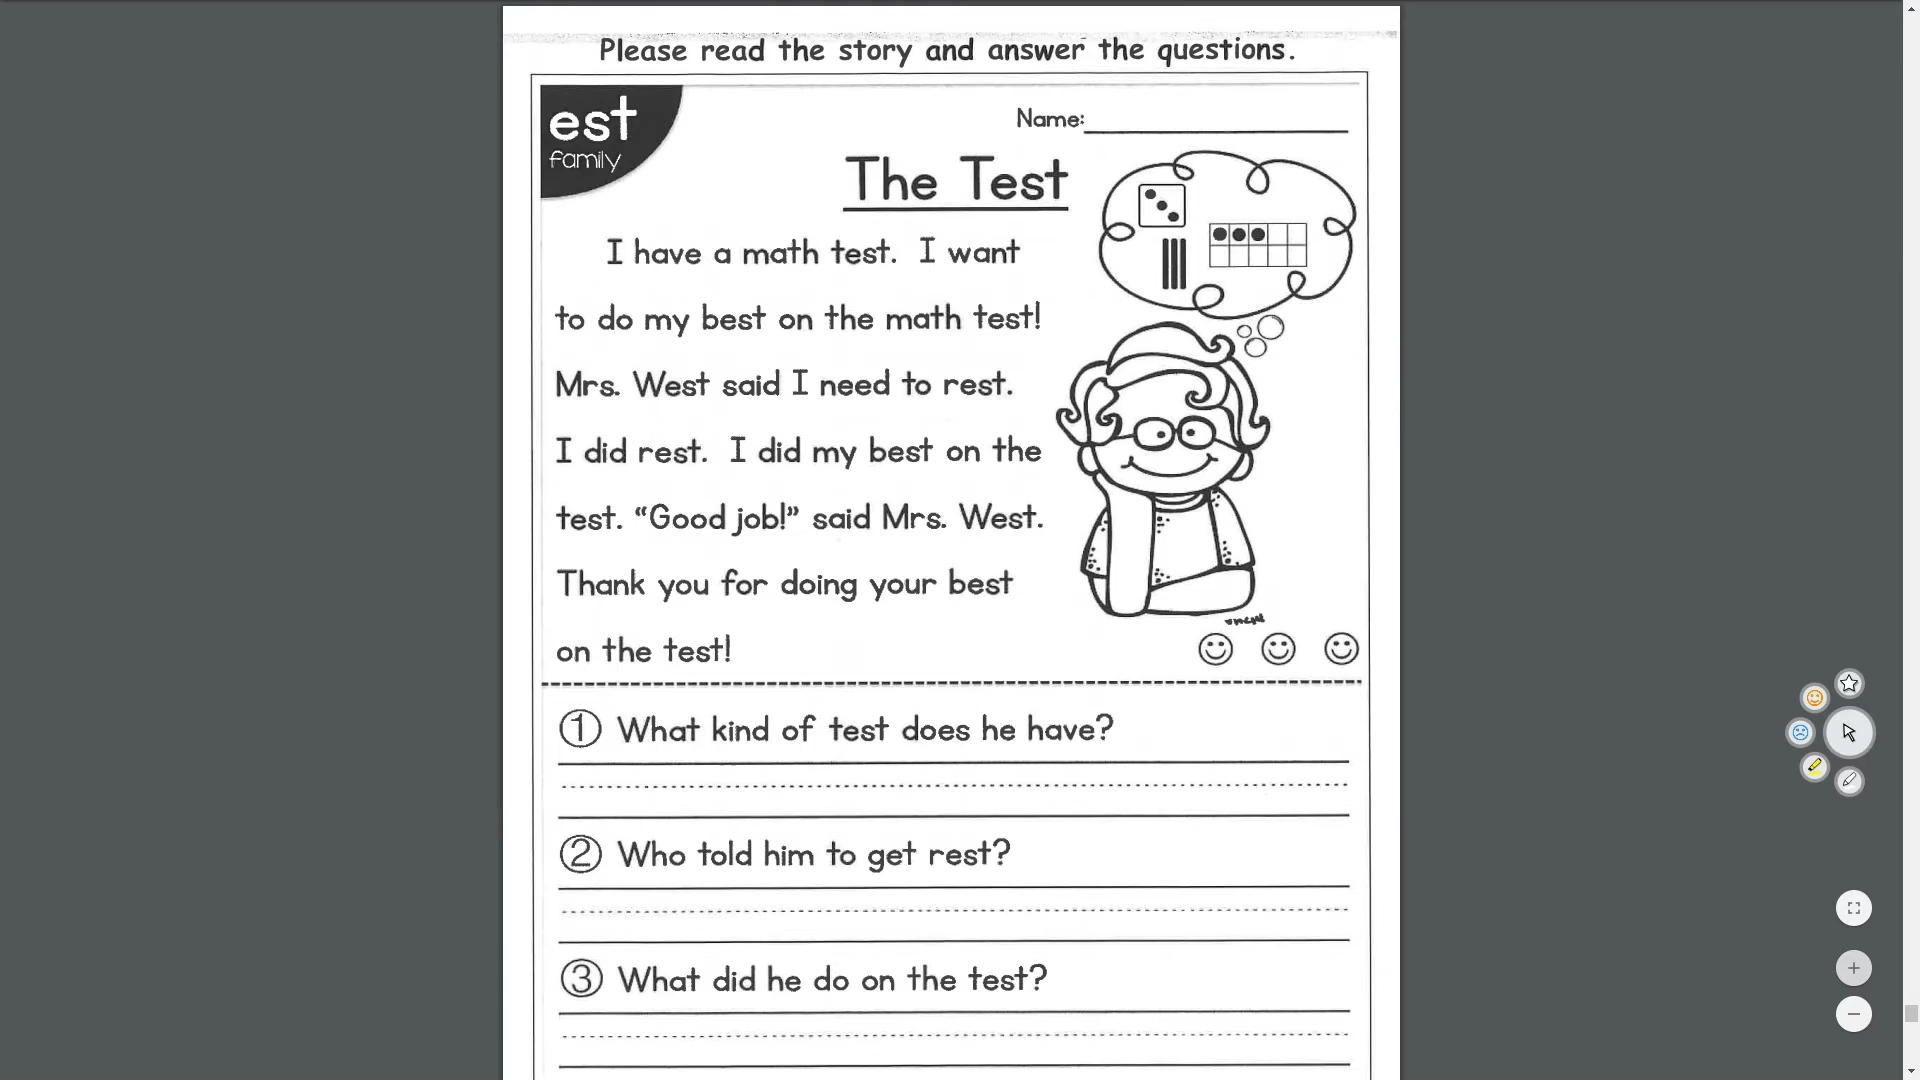 Please read the story and answer the questions.
est
family
Name:
The Test
I have a math test. I want
to do my best on the math test!
Mrs. West said I need to rest.
I did rest. I did my best on the
test. “Good job!” said Mrs. West.
Thank you for doing your best
on the test!
1 What kind of test does he have?
2 Who told him to get rest?
3 What did he do on the test?